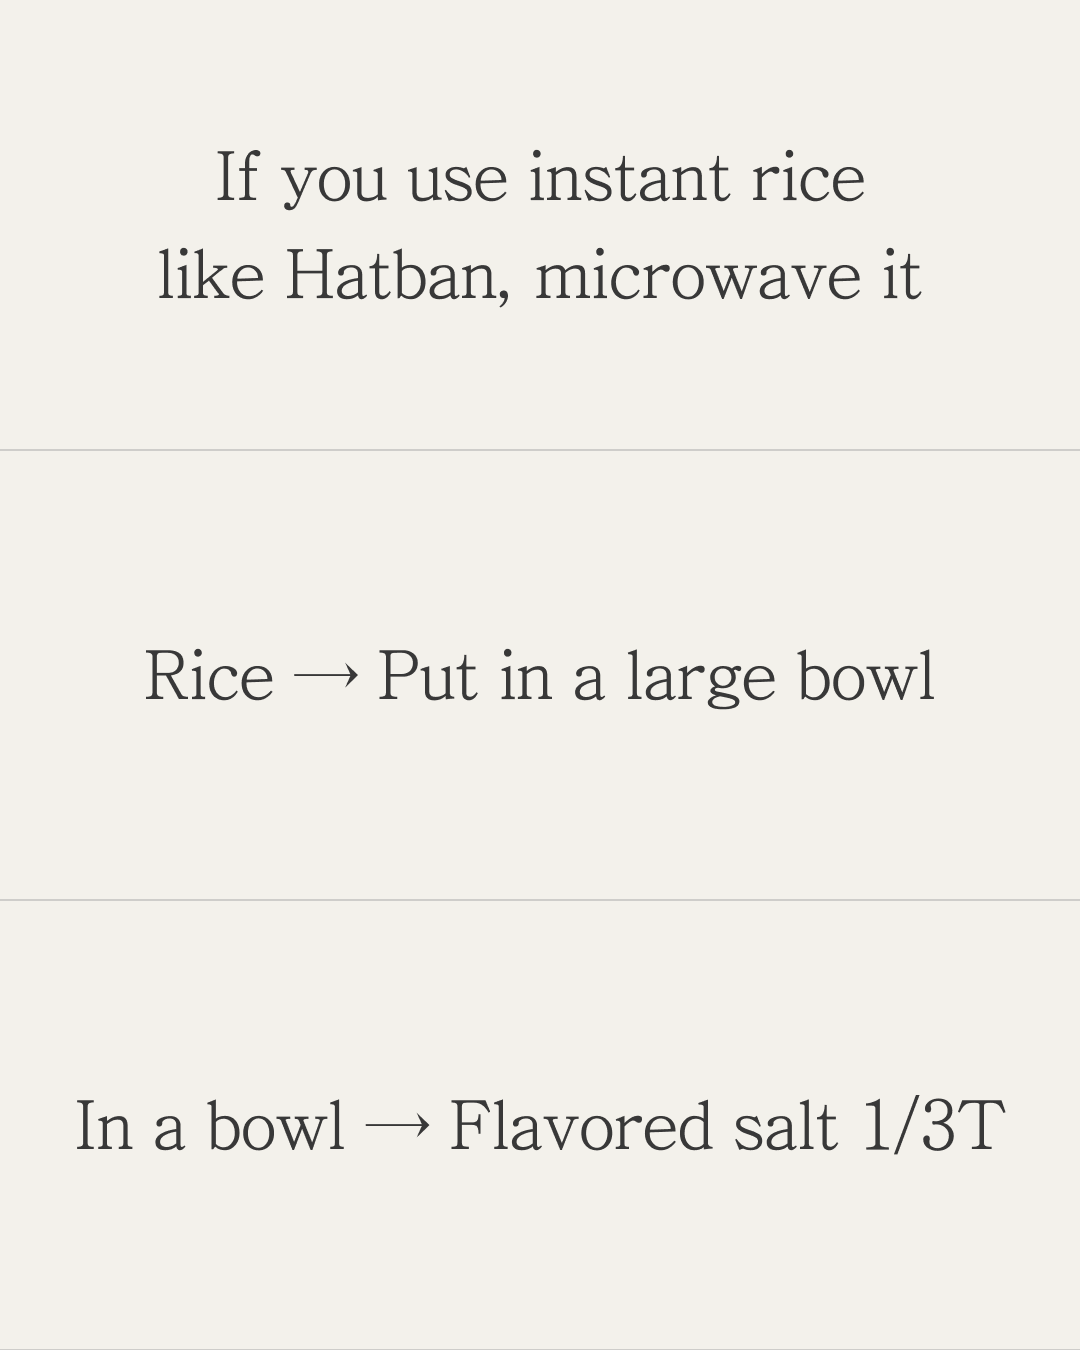 If you use instant rice
like Hatban, microwave it
Rice → Put in a large bowl
In a bowl → Flavored salt 1/3T